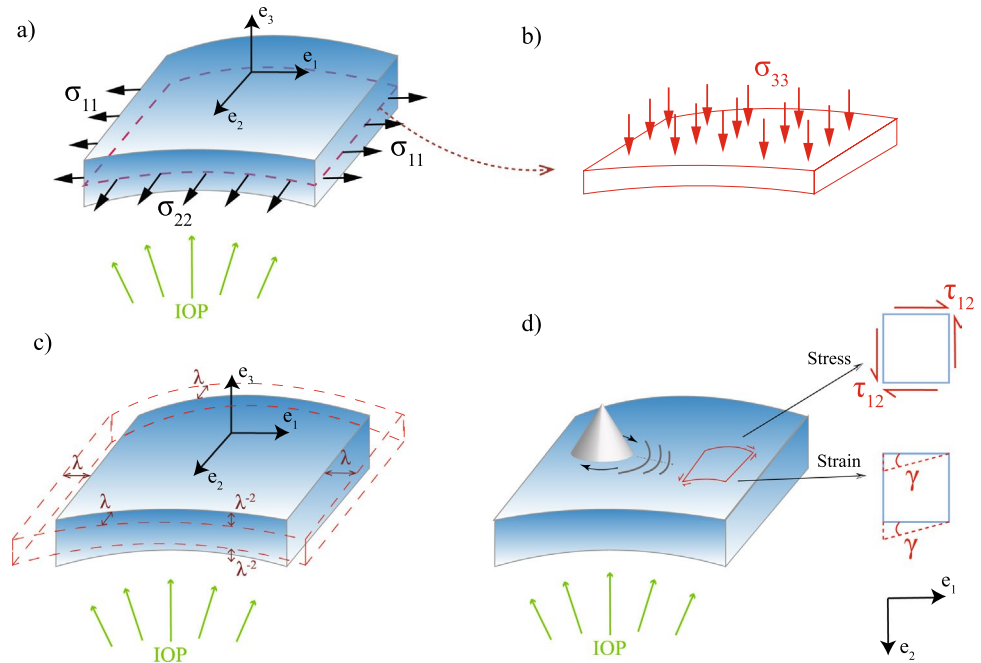 a)
e₃
e₁
e₂
σ₁₁
σ₁₁
σ₂₂
IOP
b)
σ₃₃
c)
λ
e₃
e₁
e₂
λ
λ
λ
λ⁻²
λ⁻²
IOP
d)
Stress
τ₁₂
τ₁₂
Strain
γ
γ
IOP
e₁
e₂